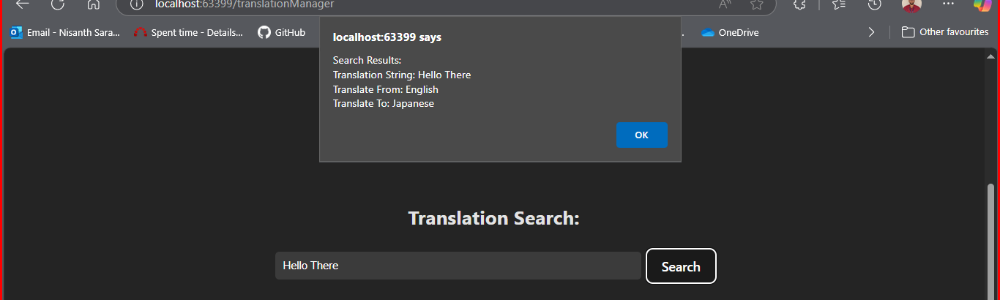 localhost:63399/translationManager
Email - Nisanth Sara...
Spent time - Details...
GitHub
OneDrive
Other favourites
localhost:63399 says
Search Results:
Translation String: Hello There
Translate From: English
Translate To: Japanese
OK
Translation Search:
Hello There
Search